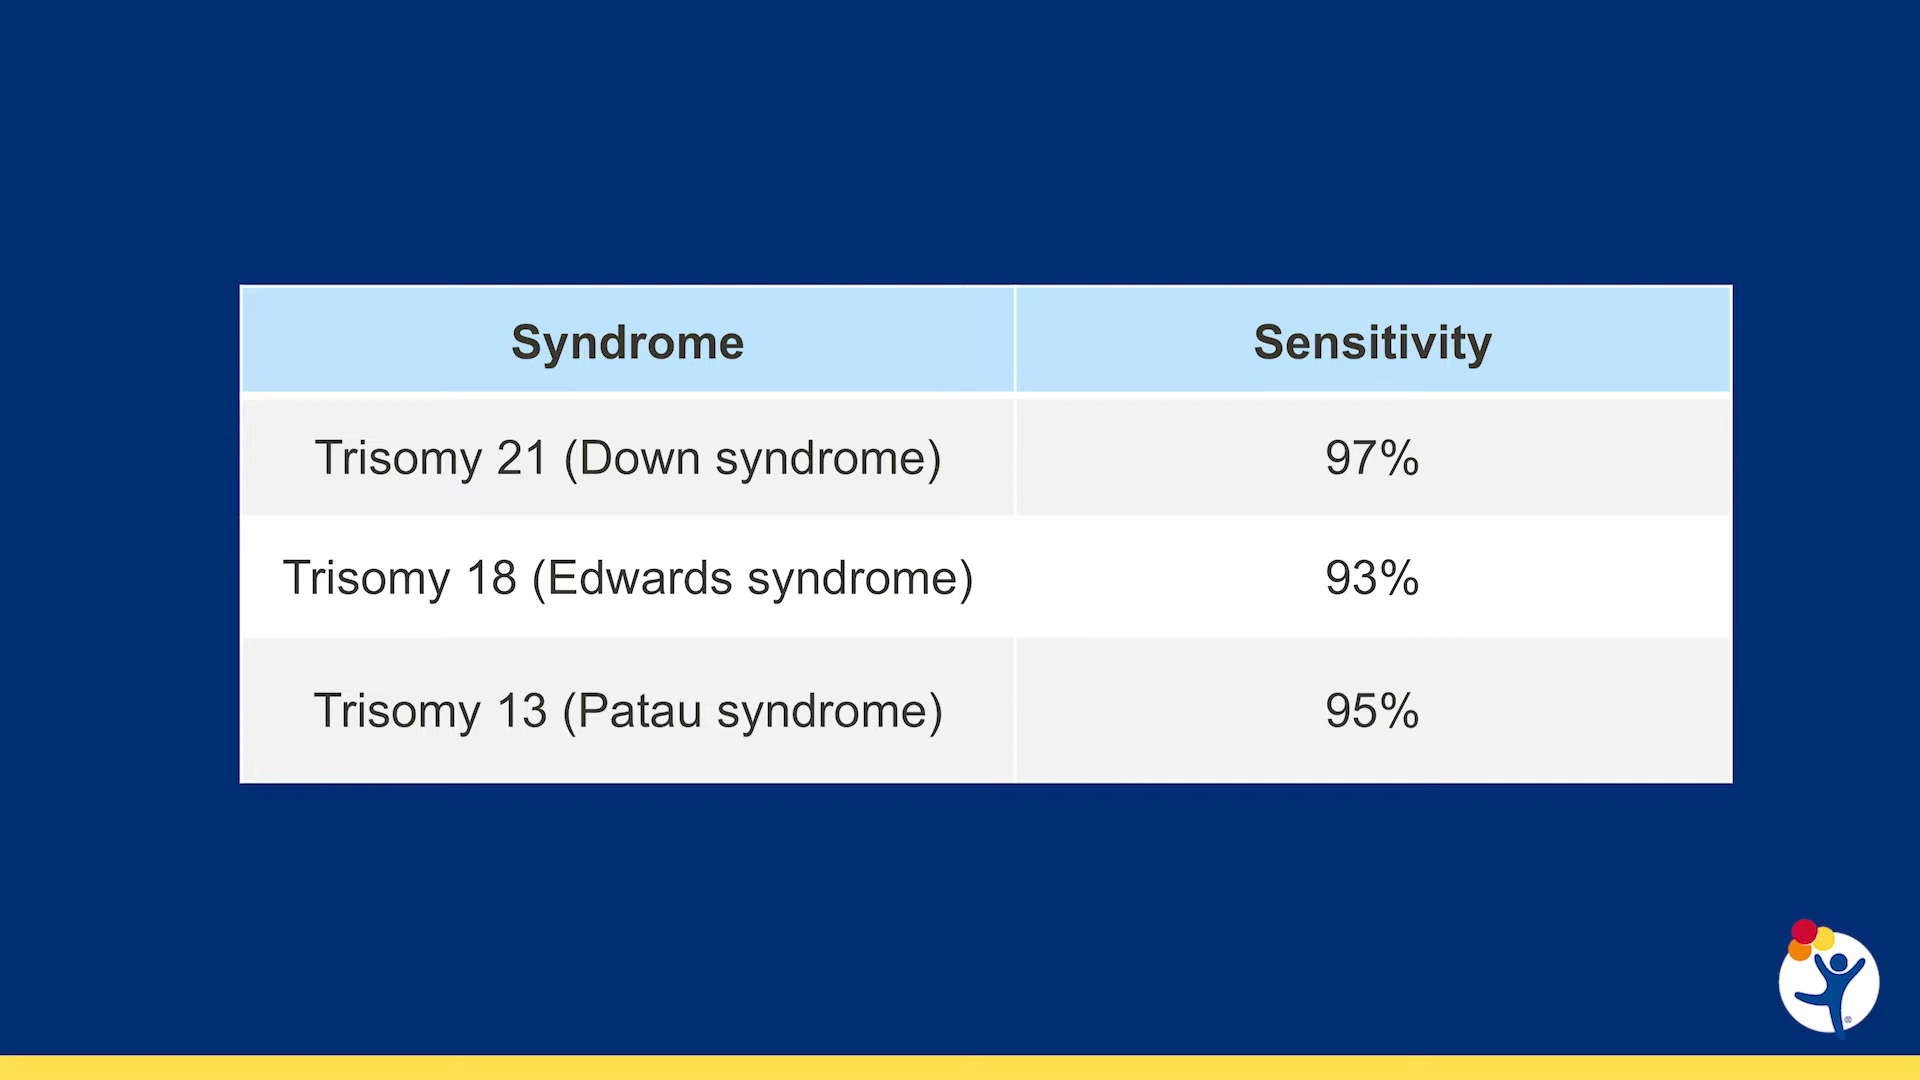 Syndrome Sensitivity
Trisomy 21 (Down syndrome) 97%
Trisomy 18 (Edwards syndrome) 93%
Trisomy 13 (Patau syndrome) 95%